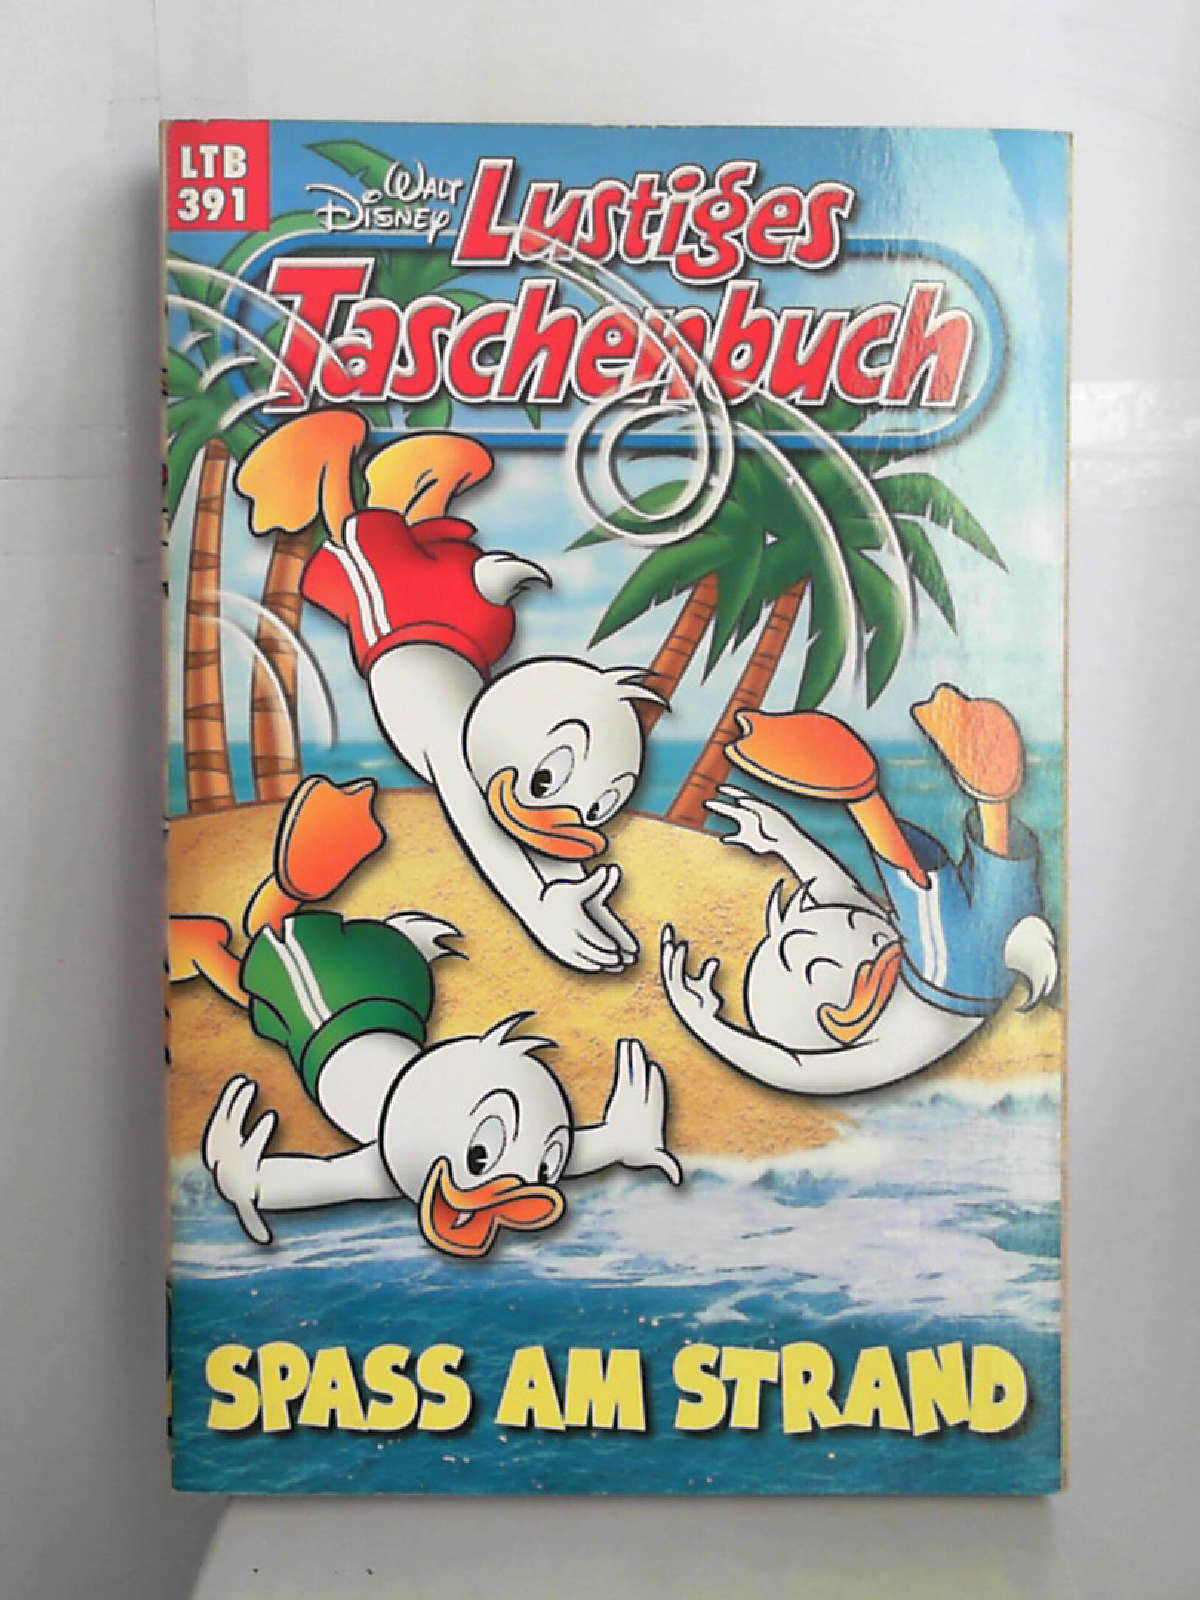 LTB
391
WALT
DISNEY
Lustiges
Taschenbuch
SPASS AM STRAND